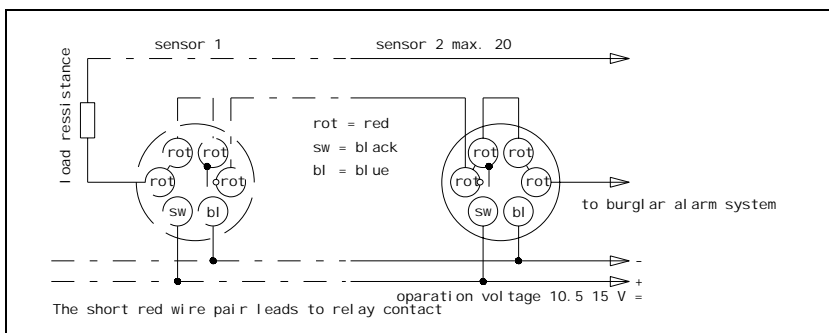 sensor 1
sensor 2 max. 20
load ressistance
rot = red
sw = black
bl = blue
rot rot
rot rot
sw bl
rot rot
rot rot
sw bl
to burglar alarm system
-
+
oparation voltage 10.5 15 V =
The short red wire pair leads to relay contact